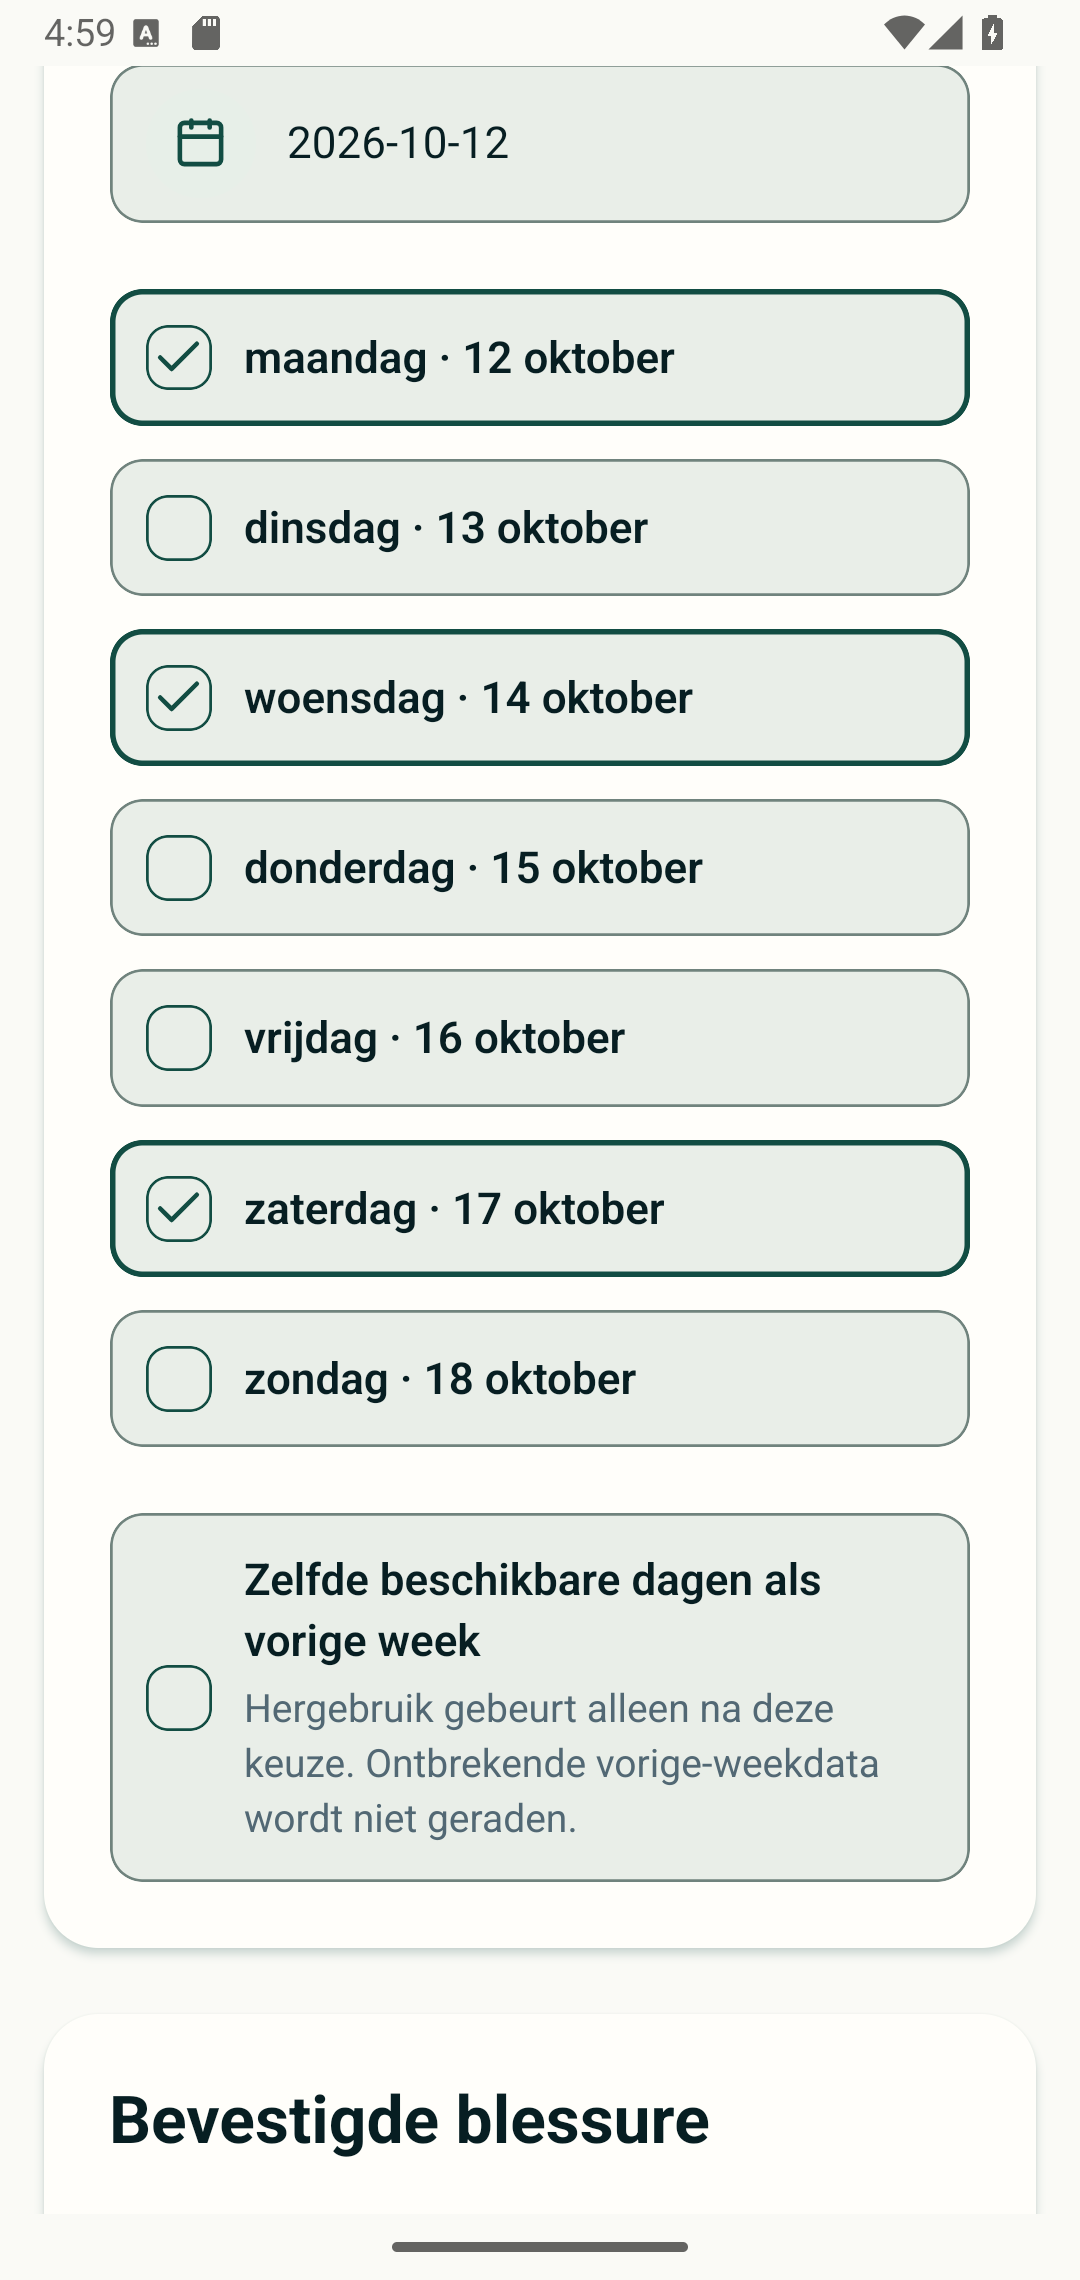 4:59
2026-10-12
maandag · 12 oktober
dinsdag · 13 oktober
woensdag · 14 oktober
donderdag · 15 oktober
vrijdag · 16 oktober
zaterdag · 17 oktober
zondag · 18 oktober
Zelfde beschikbare dagen als
vorige week
Hergebruik gebeurt alleen na deze
keuze. Ontbrekende vorige-weekdata
wordt niet geraden.
Bevestigde blessure